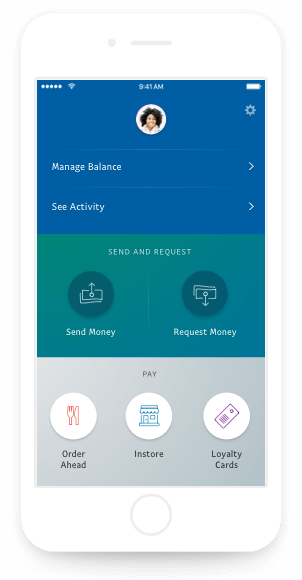 9:41 AM
Manage Balance
See Activity
SEND AND REQUEST
Send Money
Request Money
PAY
Order
Ahead
Instore
Loyalty
Cards